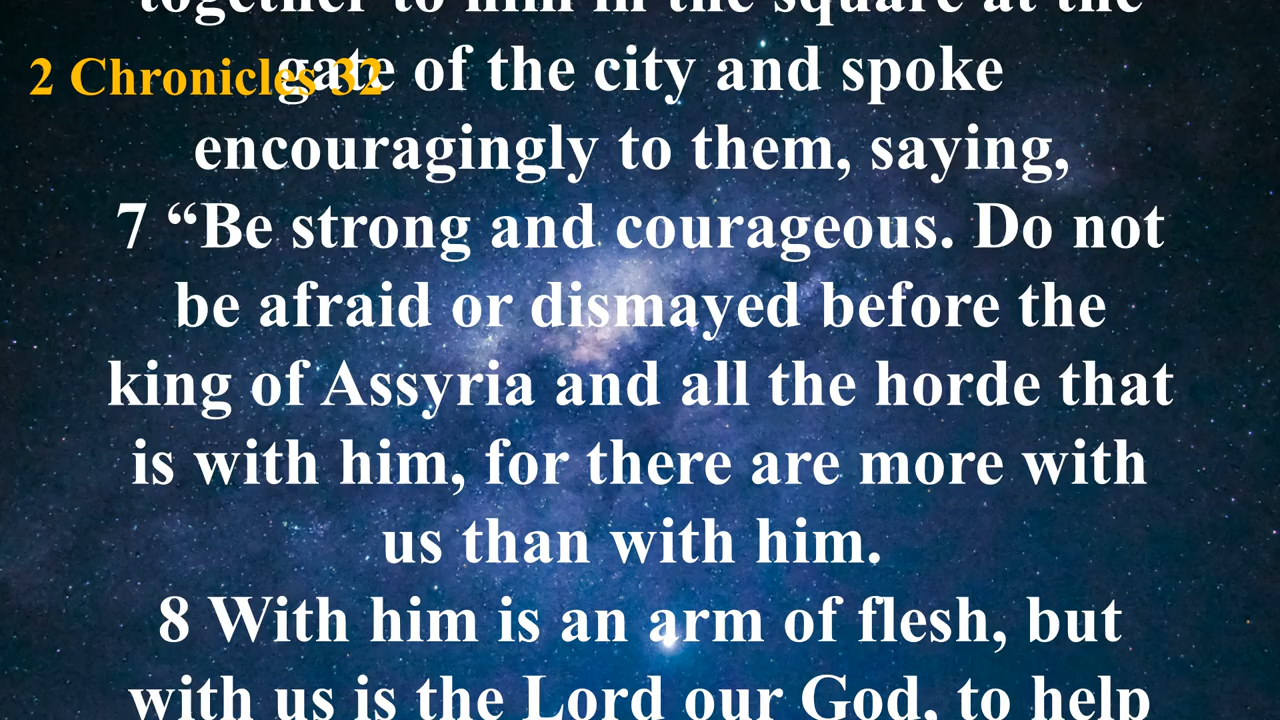 together to him in the square at the
2 Chronicles 32
gate of the city and spoke
encouragingly to them, saying,
7 “Be strong and courageous. Do not
be afraid or dismayed before the
king of Assyria and all the horde that
is with him, for there are more with
us than with him.
8 With him is an arm of flesh, but
with us is the Lord our God, to help